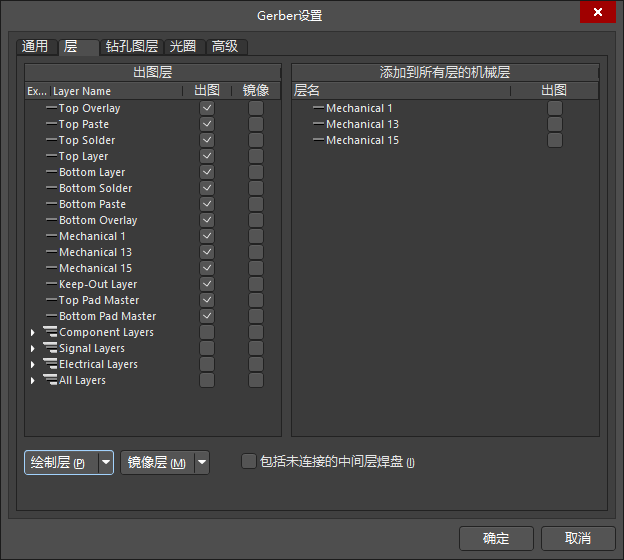 Gerber设置
通用 层 钻孔图层 光圈 高级
出图层
Ex... Layer Name 出图 镜像
Top Overlay
Top Paste
Top Solder
Top Layer
Bottom Layer
Bottom Solder
Bottom Paste
Bottom Overlay
Mechanical 1
Mechanical 13
Mechanical 15
Keep-Out Layer
Top Pad Master
Bottom Pad Master
Component Layers
Signal Layers
Electrical Layers
All Layers
添加到所有层的机械层
层名 出图
Mechanical 1
Mechanical 13
Mechanical 15
绘制层 (P) 镜像层 (M) 包括未连接的中间层焊盘 (I)
确定 取消